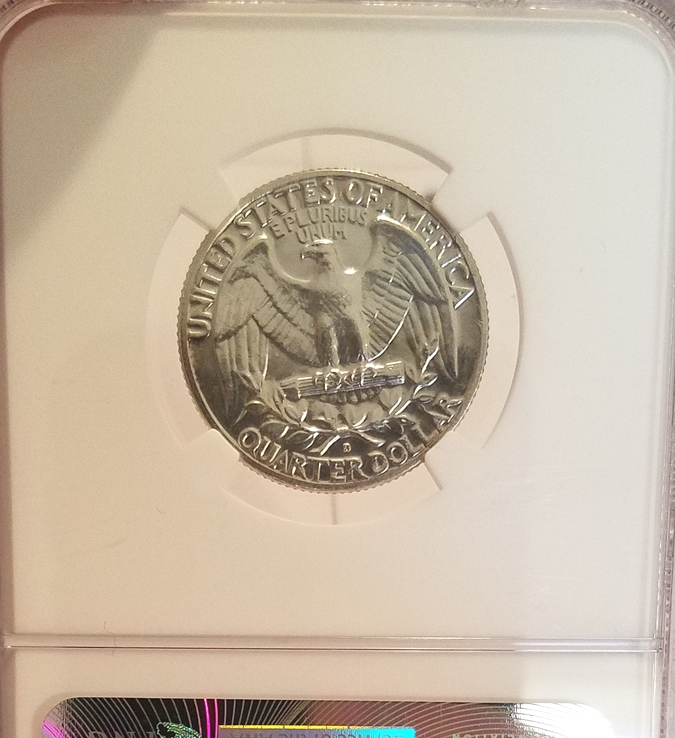 UNITED STATES OF AMERICA
E PLURIBUS
UNUM
QUARTER DOLLAR